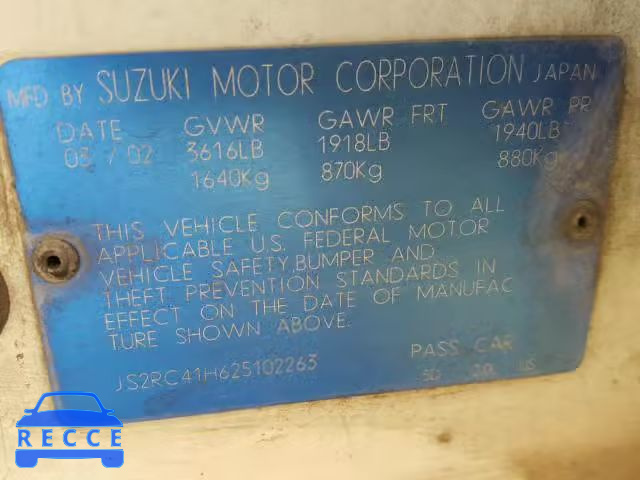 MFD BY SUZUKI MOTOR CORPORATION JAPAN
DATE GVWR GAWR FRT GAWR RR
03 / 02 3616LB 1918LB 1940LB
1640Kg 870Kg 880Kg
THIS VEHICLE CONFORMS TO ALL
APPLICABLE U.S. FEDERAL MOTOR
VEHICLE SAFETY,BUMPER AND
THEFT PREVENTION STANDARDS IN
EFFECT ON THE DATE OF MANUFAC
TURE SHOWN ABOVE.
JS2RC41H625102263 PASS CAR
US
RECCE